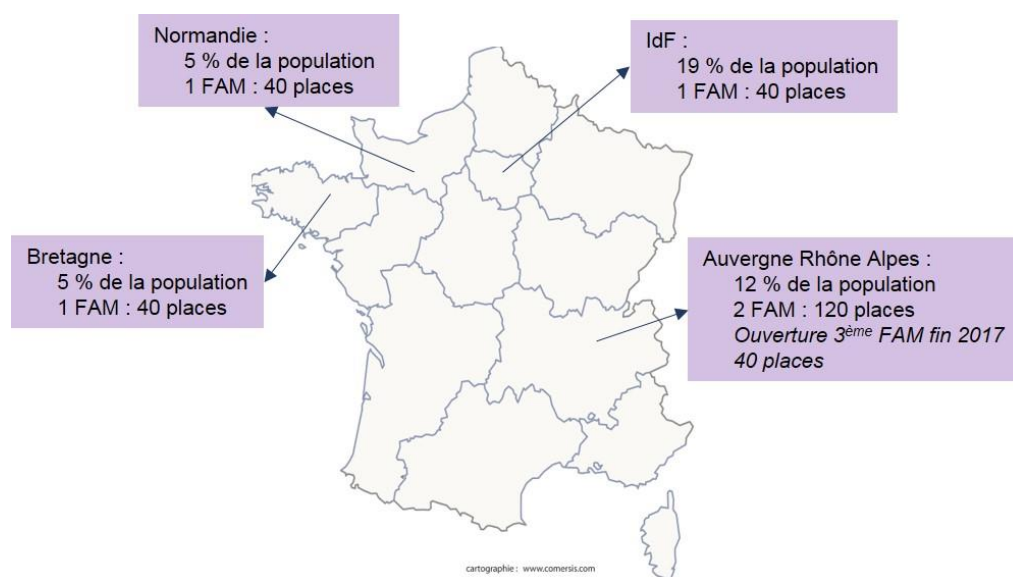 Normandie :
5 % de la population
1 FAM : 40 places
IdF :
19 % de la population
1 FAM : 40 places
Bretagne :
5 % de la population
1 FAM : 40 places
Auvergne Rhône Alpes :
12 % de la population
2 FAM : 120 places
Ouverture 3ème FAM fin 2017
40 places
cartographie : www.comersis.com